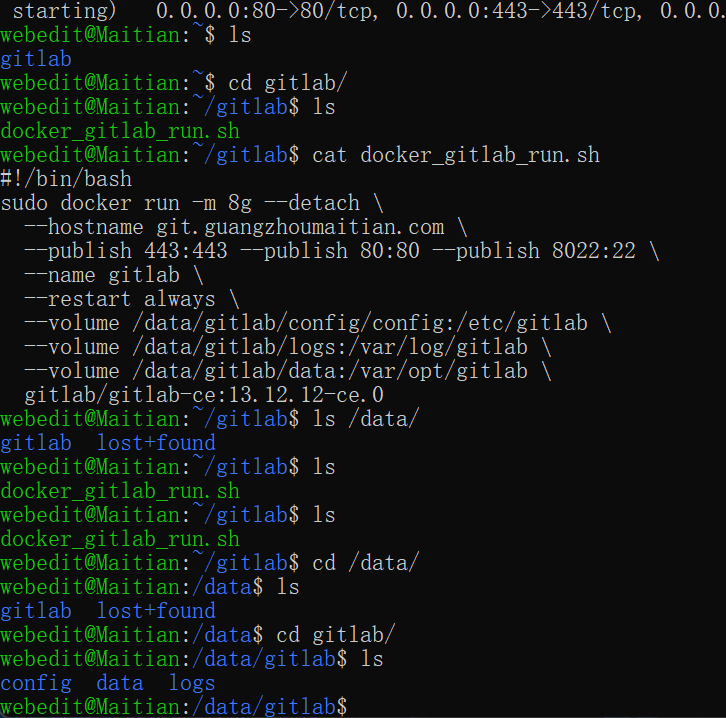 starting)   0.0.0.0:80->80/tcp, 0.0.0.0:443->443/tcp, 0.0.0.
webedit@Maitian:~$ ls
gitlab
webedit@Maitian:~$ cd gitlab/
webedit@Maitian:~/gitlab$ ls
docker_gitlab_run.sh
webedit@Maitian:~/gitlab$ cat docker_gitlab_run.sh
#!/bin/bash
sudo docker run -m 8g --detach \
  --hostname git.guangzhoumaitian.com \
  --publish 443:443 --publish 80:80 --publish 8022:22 \
  --name gitlab \
  --restart always \
  --volume /data/gitlab/config/config:/etc/gitlab \
  --volume /data/gitlab/logs:/var/log/gitlab \
  --volume /data/gitlab/data:/var/opt/gitlab \
  gitlab/gitlab-ce:13.12.12-ce.0
webedit@Maitian:~/gitlab$ ls /data/
gitlab  lost+found
webedit@Maitian:~/gitlab$ ls
docker_gitlab_run.sh
webedit@Maitian:~/gitlab$ ls
docker_gitlab_run.sh
webedit@Maitian:~/gitlab$ cd /data/
webedit@Maitian:/data$ ls
gitlab  lost+found
webedit@Maitian:/data$ cd gitlab/
webedit@Maitian:/data/gitlab$ ls
config  data  logs
webedit@Maitian:/data/gitlab$